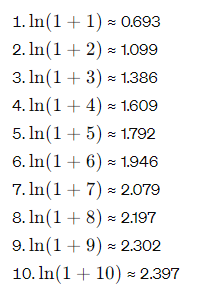 1. ln(1 + 1) ≈ 0.693
2. ln(1 + 2) ≈ 1.099
3. ln(1 + 3) ≈ 1.386
4. ln(1 + 4) ≈ 1.609
5. ln(1 + 5) ≈ 1.792
6. ln(1 + 6) ≈ 1.946
7. ln(1 + 7) ≈ 2.079
8. ln(1 + 8) ≈ 2.197
9. ln(1 + 9) ≈ 2.302
10. ln(1 + 10) ≈ 2.397